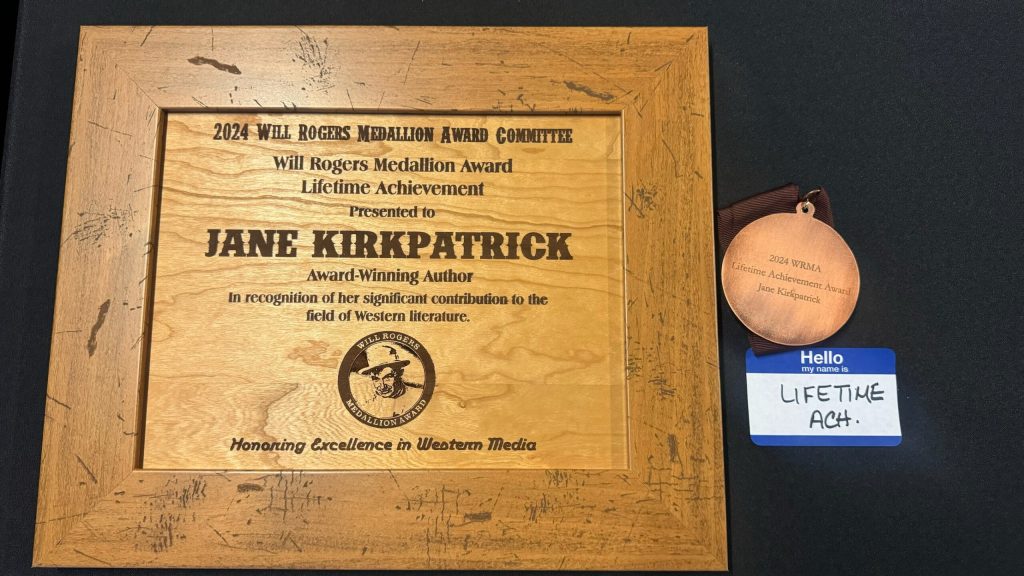 2024 WILL ROGERS MEDALLION AWARD COMMITTEE
Will Rogers Medallion Award
Lifetime Achievement
Presented to
JANE KIRKPATRICK
Award-Winning Author
In recognition of her significant contribution to the
field of Western literature.
WILL ROGERS
MEDALLION AWARD
Honoring Excellence in Western Media
2024 WRMA
Lifetime Achievement Award
Jane Kirkpatrick
Hello
my name is
LIFETIME
ACH.